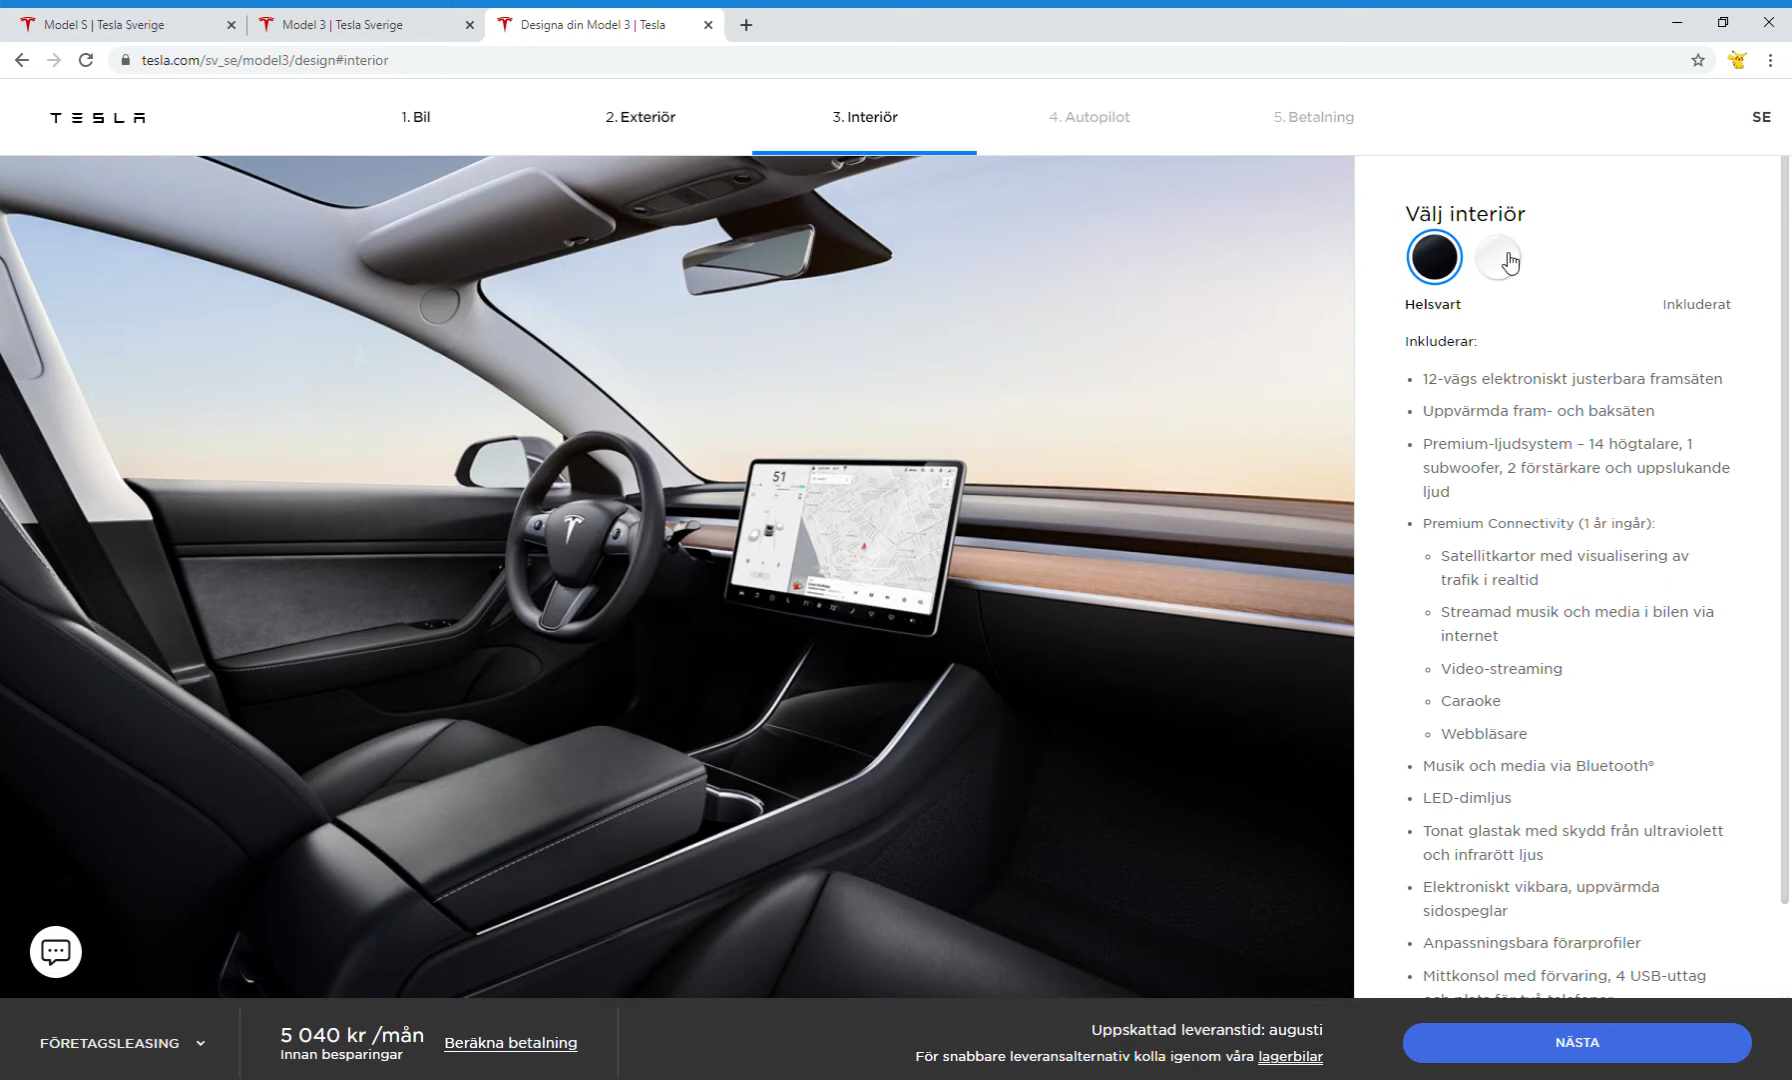 Model S | Tesla Sverige
Model 3 | Tesla Sverige
Designa din Model 3 | Tesla
tesla.com/sv_se/model3/design#interior
TESLA
1. Bil
2. Exteriör
3. Interiör
4. Autopilot
5. Betalning
SE
51
Välj interiör
Helsvart
Inkluderat
Inkluderar:
12-vägs elektroniskt justerbara framsäten
Uppvärmda fram- och baksäten
Premium-ljudsystem – 14 högtalare, 1
subwoofer, 2 förstärkare och uppslukande
ljud
Premium Connectivity (1 år ingår):
Satellitkartor med visualisering av
trafik i realtid
Streamad musik och media i bilen via
internet
Video-streaming
Caraoke
Webbläsare
Musik och media via Bluetooth®
LED-dimljus
Tonat glastak med skydd från ultraviolett
och infrarött ljus
Elektroniskt vikbara, uppvärmda
sidospeglar
Anpassningsbara förarprofiler
Mittkonsol med förvaring, 4 USB-uttag
och plats för två telefoner
FÖRETAGSLEASING
5 040 kr /mån
Innan besparingar
Beräkna betalning
Uppskattad leveranstid: augusti
För snabbare leveransalternativ kolla igenom våra lagerbilar
NÄSTA